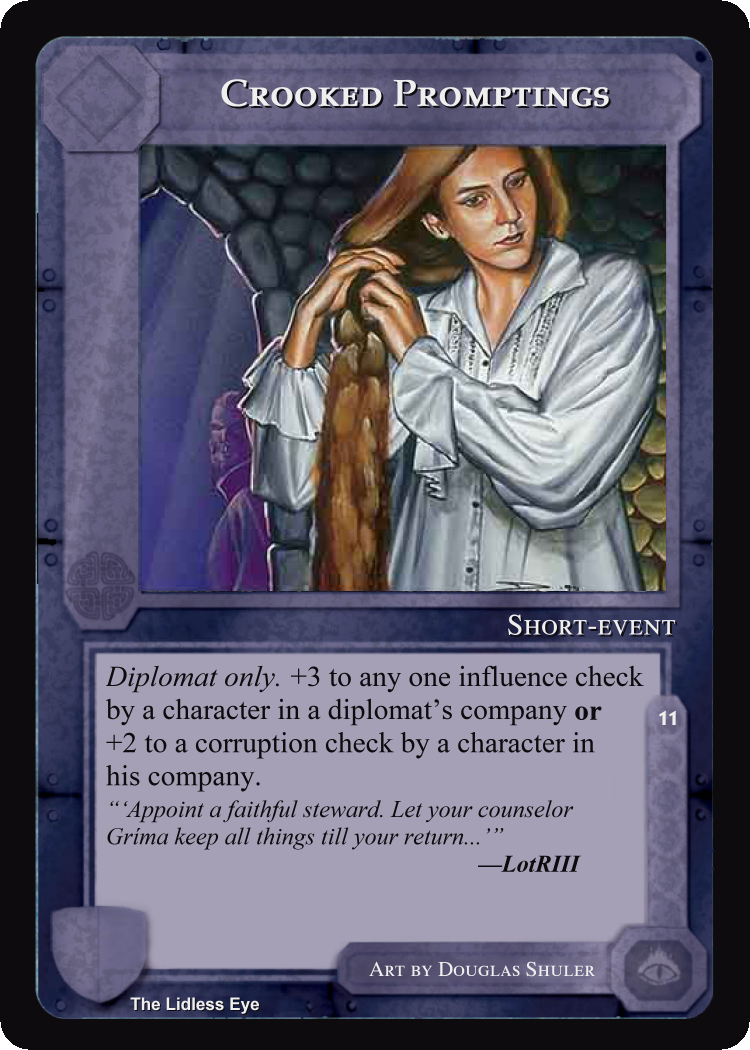 Crooked Promptings
Short-event
Diplomat only. +3 to any one influence check
by a character in a diplomat’s company or
+2 to a corruption check by a character in
his company.
“‘Appoint a faithful steward. Let your counselor
Gríma keep all things till your return...’”
—LotRIII
11
Art by Douglas Shuler
The Lidless Eye